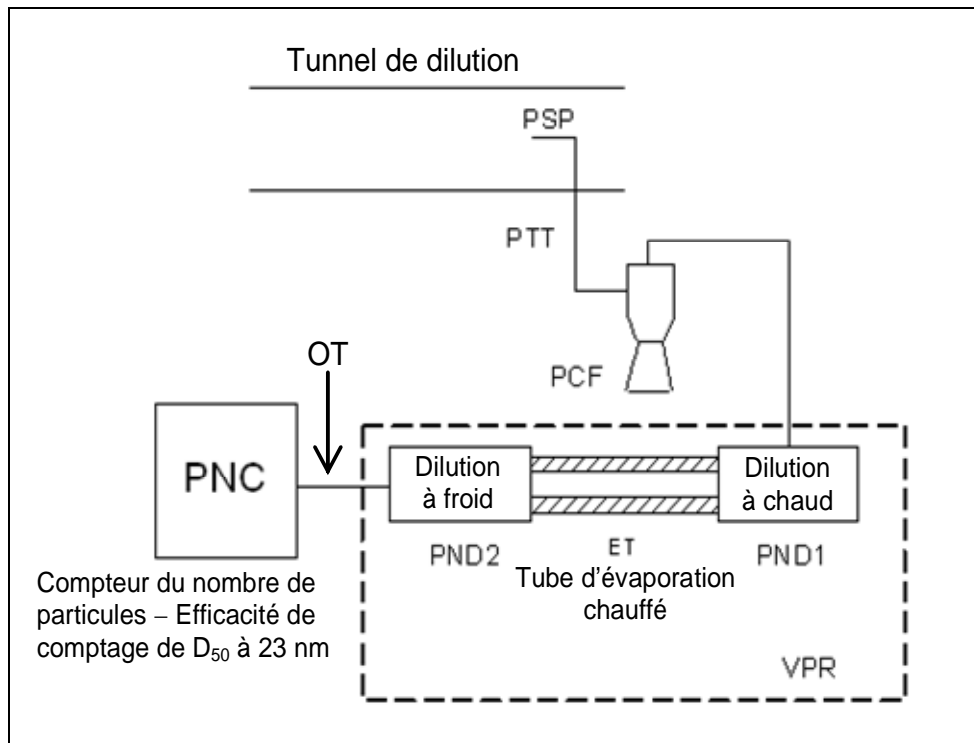 Tunnel de dilution
PSP
PTT
OT
PCF
PNC
Dilution
à froid
Dilution
à chaud
PND2
ET
PND1
Tube d'évaporation
chauffé
Compteur du nombre de
particules – Efficacité de
comptage de D₅₀ à 23 nm
VPR